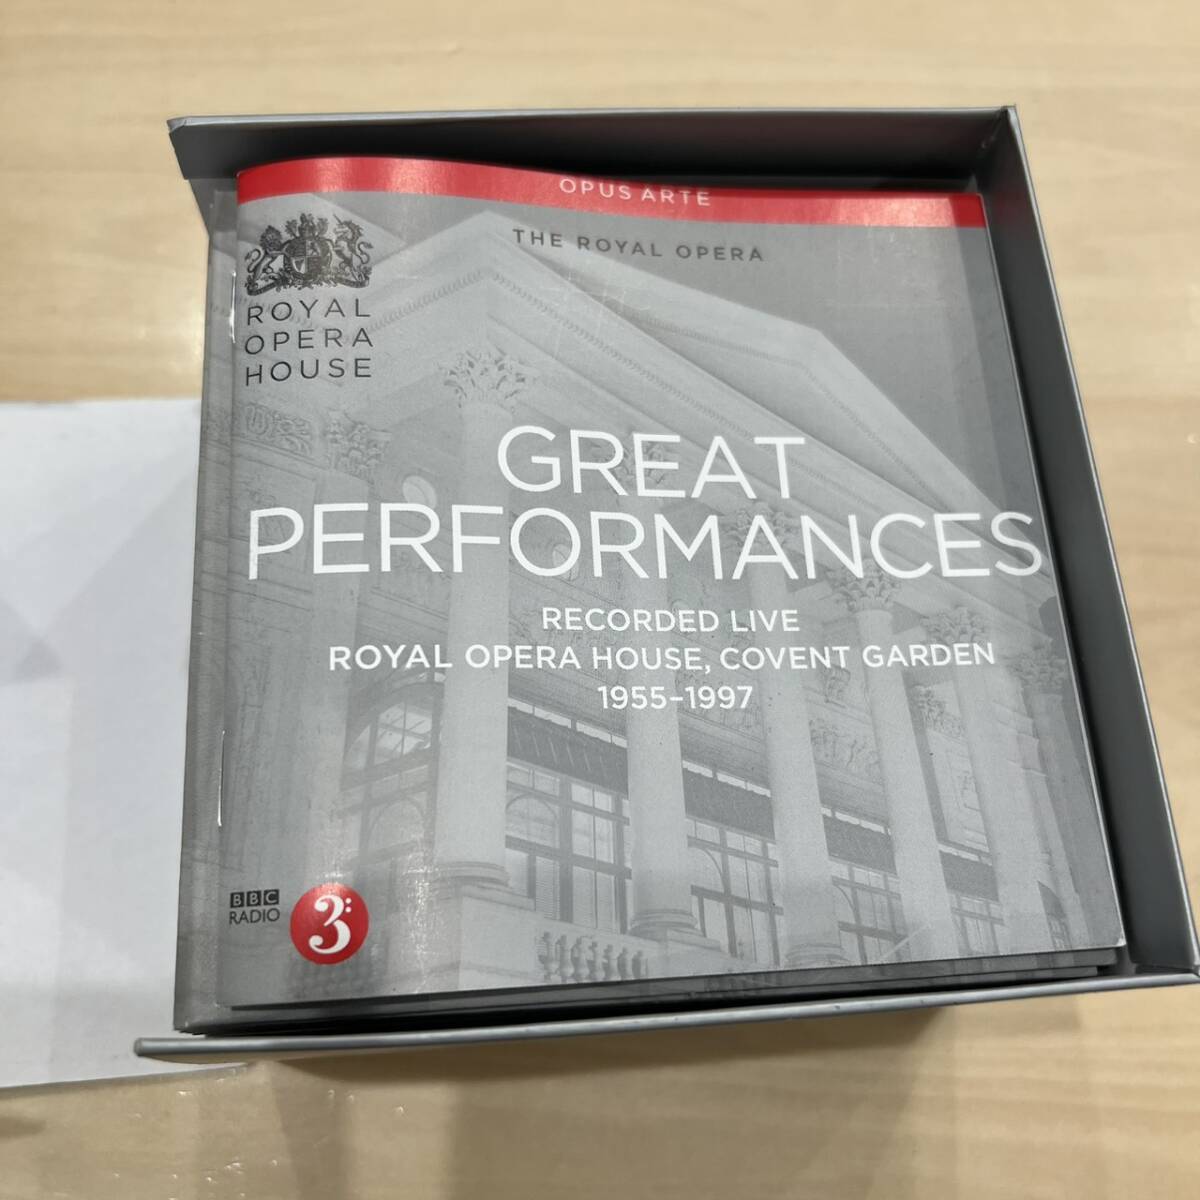 OPUS ARTE
THE ROYAL OPERA
ROYAL
OPERA
HOUSE
GREAT
PERFORMANCES
RECORDED LIVE
ROYAL OPERA HOUSE, COVENT GARDEN
1955–1997
BBC
RADIO
3